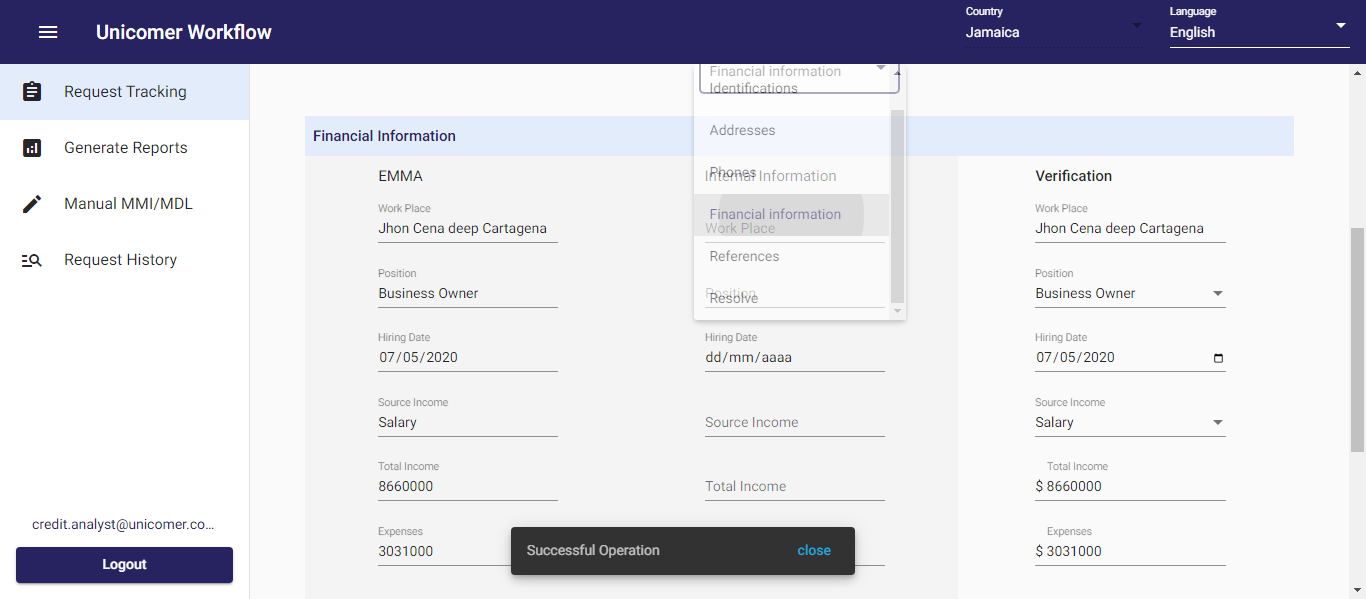 Unicomer Workflow
Country
Jamaica
Language
English
Request Tracking
Generate Reports
Manual MMI/MDL
Request History
credit.analyst@unicomer.co...
Logout
Financial information
Identifications
Addresses
Phones
Financial information
References
Resolve
Financial Information
EMMA
Work Place
Jhon Cena deep Cartagena
Position
Business Owner
Hiring Date
07/05/2020
Source Income
Salary
Total Income
8660000
Expenses
3031000
Internal Information
Work Place
Position
Hiring Date
dd/mm/aaaa
Source Income
Total Income
Verification
Work Place
Jhon Cena deep Cartagena
Position
Business Owner
Hiring Date
07/05/2020
Source Income
Salary
Total Income
$ 8660000
Expenses
$ 3031000
Successful Operation close